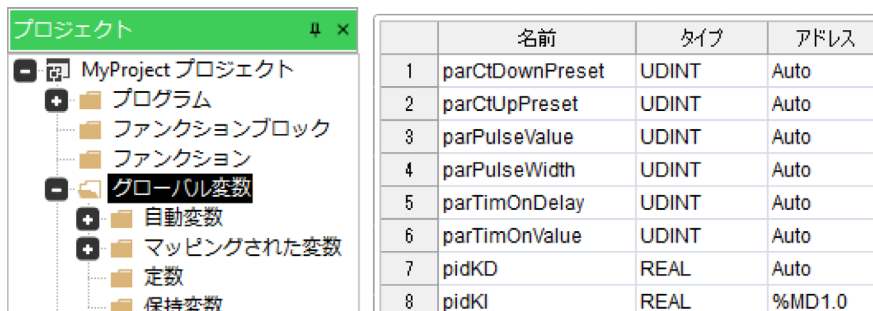 プロジェクト
MyProject プロジェクト
プログラム
ファンクションブロック
ファンクション
グローバル変数
自動変数
マッピングされた変数
定数
保持変数
名前 タイプ アドレス
1 parCtDownPreset UDINT Auto
2 parCtUpPreset UDINT Auto
3 parPulseValue UDINT Auto
4 parPulseWidth UDINT Auto
5 parTimOnDelay UDINT Auto
6 parTimOnValue UDINT Auto
7 pidKD REAL Auto
8 pidKI REAL %MD1.0